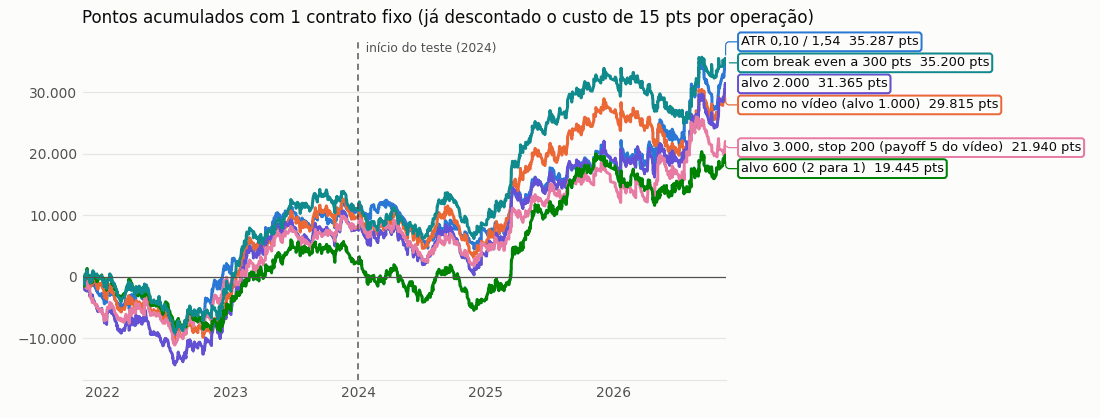 Pontos acumulados com 1 contrato fixo (já descontado o custo de 15 pts por operação)
início do teste (2024)
ATR 0,10 / 1,54 35.287 pts
com break even a 300 pts 35.200 pts
alvo 2.000 31.365 pts
como no vídeo (alvo 1.000) 29.815 pts
alvo 3.000, stop 200 (payoff 5 do vídeo) 21.940 pts
alvo 600 (2 para 1) 19.445 pts
30.000
20.000
10.000
0
−10.000
2022 2023 2024 2025 2026